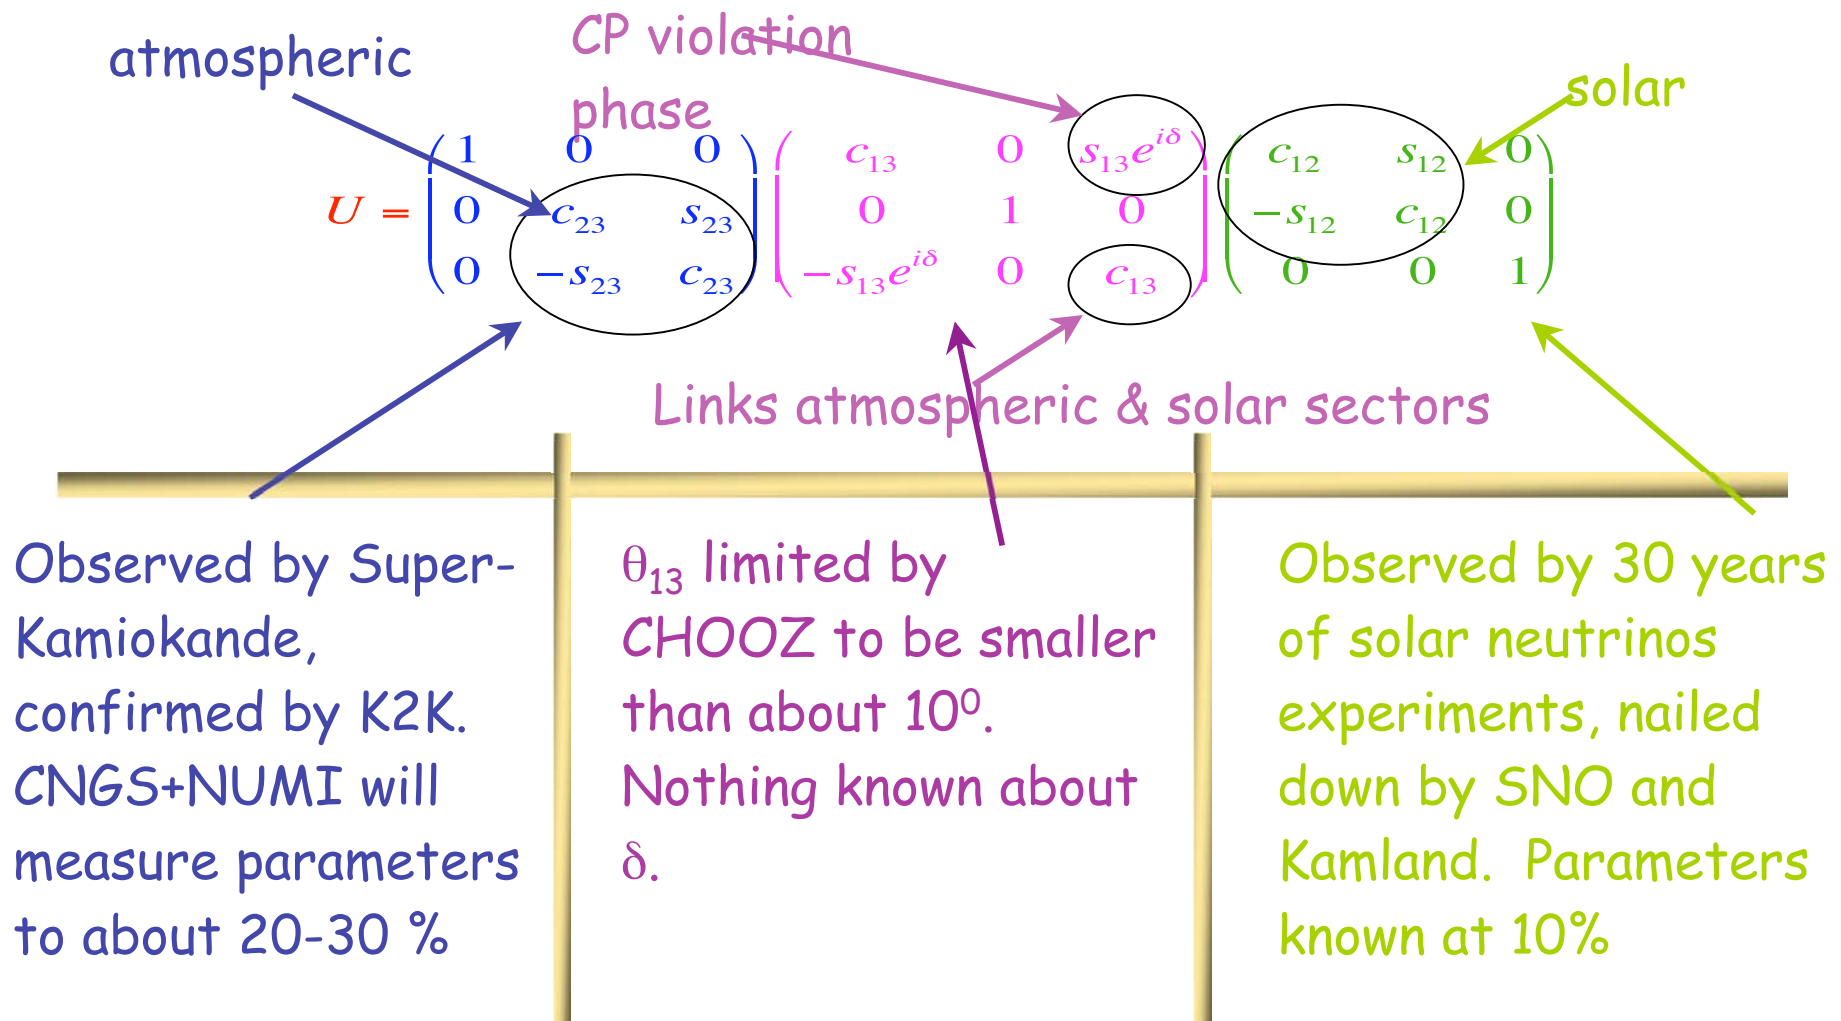 atmospheric
CP violation
phase
solar
U = ( 1 0 0 ) ( c₁₃ 0 s₁₃e^{iδ} ) ( c₁₂ s₁₂ 0 )
( 0 c₂₃ s₂₃ ) ( 0 1 0 ) ( −s₁₂ c₁₂ 0 )
( 0 −s₂₃ c₂₃ ) ( −s₁₃e^{iδ} 0 c₁₃ ) ( 0 0 1 )
Links atmospheric & solar sectors
Observed by Super-
Kamiokande,
confirmed by K2K.
CNGS+NUMI will
measure parameters
to about 20-30 %
θ₁₃ limited by
CHOOZ to be smaller
than about 10⁰.
Nothing known about
δ.
Observed by 30 years
of solar neutrinos
experiments, nailed
down by SNO and
Kamland. Parameters
known at 10%